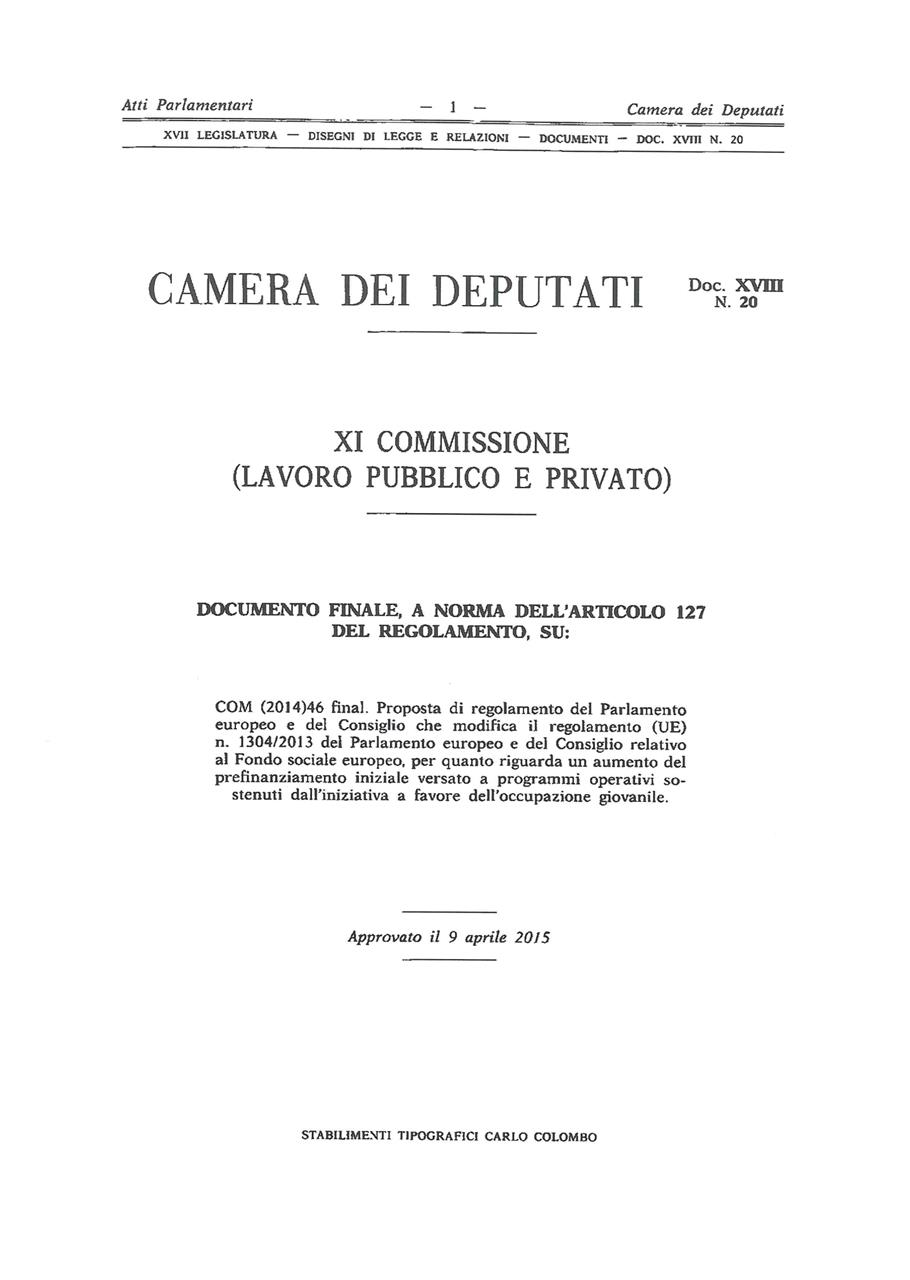 Atti Parlamentari — 1 — Camera dei Deputati
XVII LEGISLATURA — DISEGNI DI LEGGE E RELAZIONI — DOCUMENTI — DOC. XVIII N. 20
CAMERA DEI DEPUTATI Doc. XVIII
N. 20
XI COMMISSIONE
(LAVORO PUBBLICO E PRIVATO)
DOCUMENTO FINALE, A NORMA DELL'ARTICOLO 127
DEL REGOLAMENTO, SU:
COM (2014)46 final. Proposta di regolamento del Parlamento
europeo e del Consiglio che modifica il regolamento (UE)
n. 1304/2013 del Parlamento europeo e del Consiglio relativo
al Fondo sociale europeo, per quanto riguarda un aumento del
prefinanziamento iniziale versato a programmi operativi so-
stenuti dall'iniziativa a favore dell'occupazione giovanile.
Approvato il 9 aprile 2015
STABILIMENTI TIPOGRAFICI CARLO COLOMBO